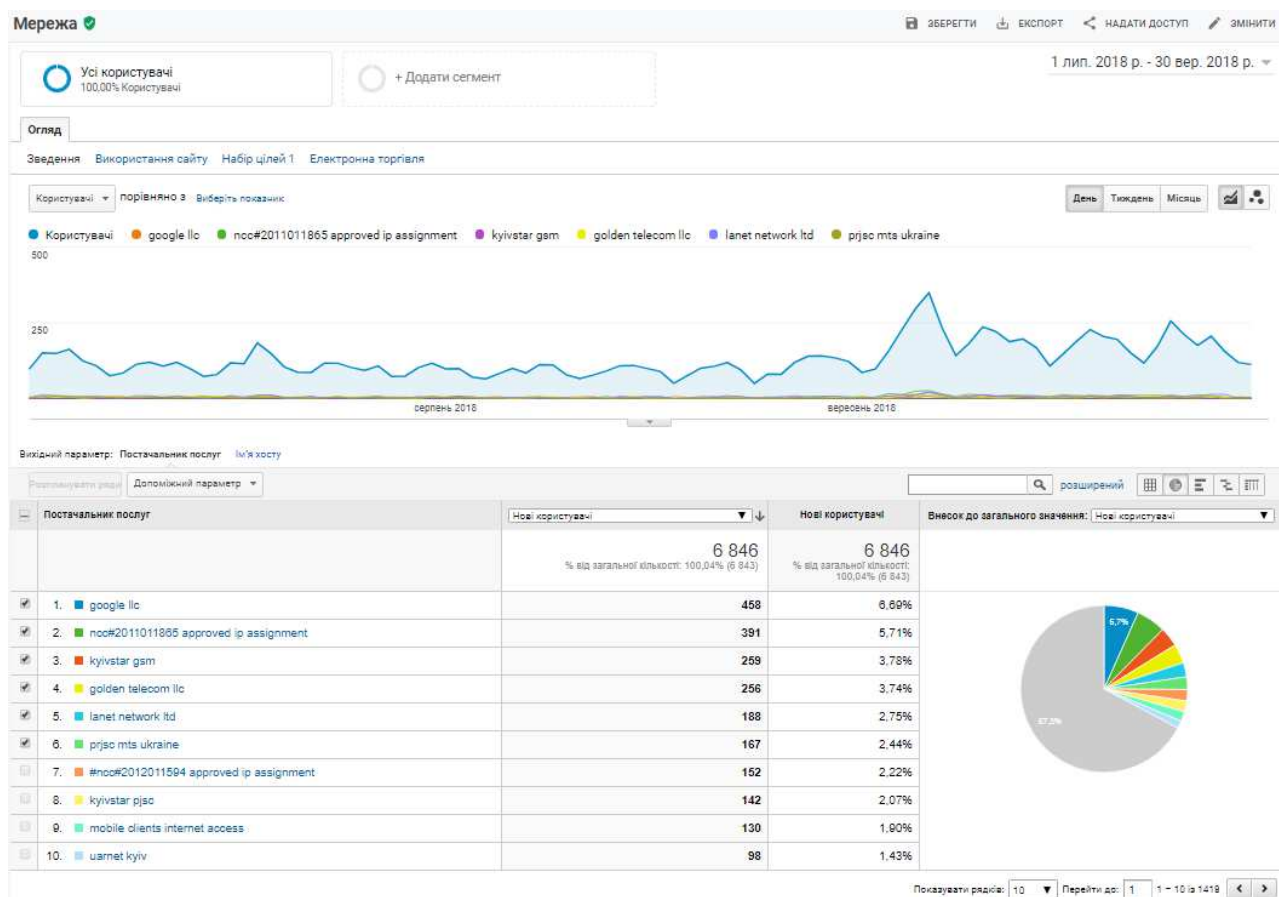 Мережа
ЗБЕРЕГТИ ЕКСПОРТ НАДАТИ ДОСТУП ЗМІНИТИ
Усі користувачі
100,00% Користувачі
+ Додати сегмент
1 лип. 2018 р. - 30 вер. 2018 р.
Огляд
Зведення Використання сайту Набір цілей 1 Електронна торгівля
Користувачі порівняно з Виберіть показник
День Тиждень Місяць
Користувачі google llc ncc#2011011865 approved ip assignment kyivstar gsm golden telecom llc lanet network ltd prjsc mts ukraine
500
250
серпень 2018 вересень 2018
Вихідний параметр: Постачальник послуг Ім'я хосту
Розпланувати ряди Допоміжний параметр
розширений
Постачальник послуг Нові користувачі Нові користувачі Внесок до загального значення: Нові користувачі
6 846 6 846
% від загальної кількості: 100,04% (6 843) % від загальної кількості:
100,04% (6 843)
1. google llc 458 6,69%
2. ncc#2011011865 approved ip assignment 391 5,71%
3. kyivstar gsm 259 3,78%
4. golden telecom llc 256 3,74%
5. lanet network ltd 188 2,75%
6. prjsc mts ukraine 167 2,44%
7. #ncc#2012011594 approved ip assignment 152 2,22%
8. kyivstar pjsc 142 2,07%
9. mobile clients internet access 130 1,90%
10. uarnet kyiv 98 1,43%
6,7%
67,3%
Показувати рядків: 10 Перейти до: 1 1 – 10 із 1419